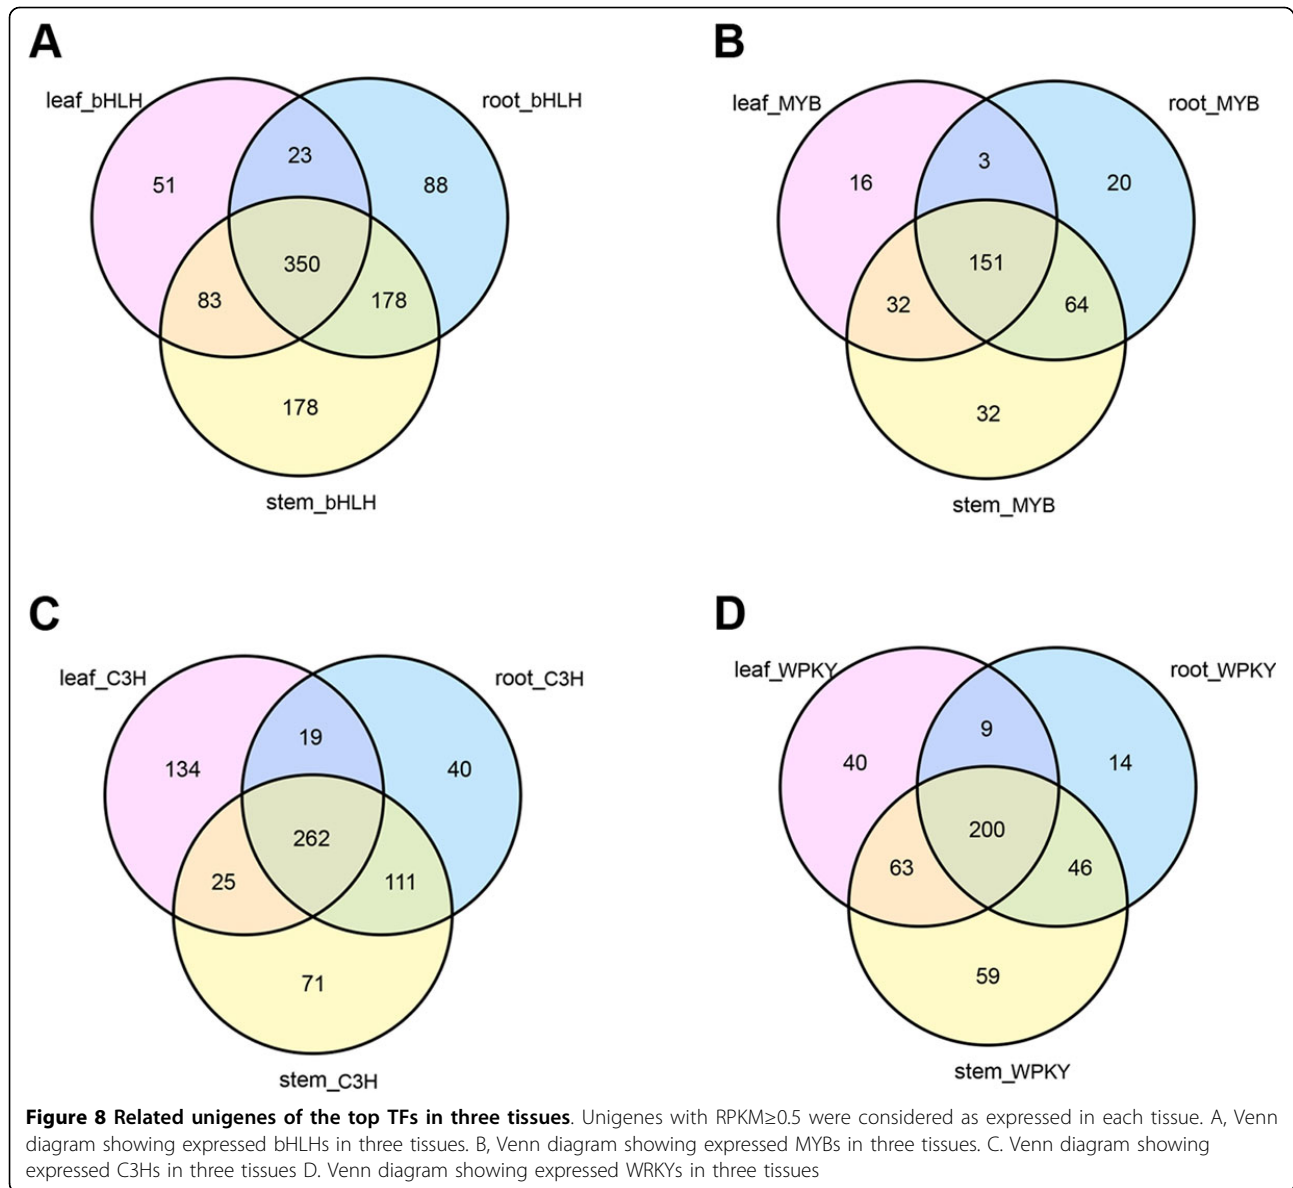 A
leaf_bHLH
root_bHLH
23
51
88
350
83
178
178
stem_bHLH
B
leaf_MYB
root_MYB
3
16
20
151
32
64
32
stem_MYB
C
leaf_C3H
root_C3H
19
134
40
262
25
111
71
stem_C3H
D
leaf_WPKY
root_WPKY
9
40
14
200
63
46
59
stem_WPKY
Figure 8 Related unigenes of the top TFs in three tissues. Unigenes with RPKM≥0.5 were considered as expressed in each tissue. A, Venn
diagram showing expressed bHLHs in three tissues. B, Venn diagram showing expressed MYBs in three tissues. C. Venn diagram showing
expressed C3Hs in three tissues D. Venn diagram showing expressed WRKYs in three tissues